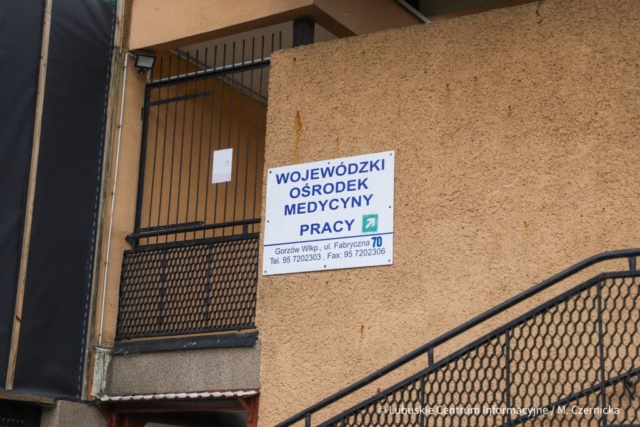 WOJEWÓDZKI
OŚRODEK
MEDYCYNY
PRACY
Gorzów Wlkp., ul. Fabryczna 70
Tel. 95 7202303 , Fax: 95 7202306
© Lubuskie Centrum Informacyjne / M. Czernicka